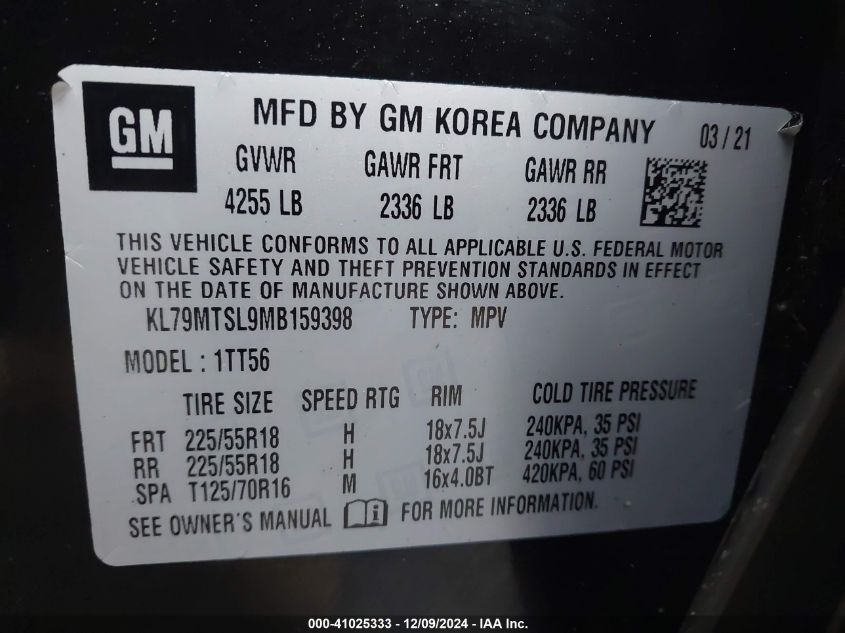 GM
MFD BY GM KOREA COMPANY 03 / 21
GVWR GAWR FRT GAWR RR
4255 LB 2336 LB 2336 LB
THIS VEHICLE CONFORMS TO ALL APPLICABLE U.S. FEDERAL MOTOR
VEHICLE SAFETY AND THEFT PREVENTION STANDARDS IN EFFECT
ON THE DATE OF MANUFACTURE SHOWN ABOVE.
KL79MTSL9MB159398 TYPE: MPV
MODEL : 1TT56
TIRE SIZE SPEED RTG RIM COLD TIRE PRESSURE
FRT 225/55R18 H 18x7.5J 240KPA, 35 PSI
RR 225/55R18 H 18x7.5J 240KPA, 35 PSI
SPA T125/70R16 M 16x4.0BT 420KPA, 60 PSI
SEE OWNER'S MANUAL i FOR MORE INFORMATION.
000-41025333 - 12/09/2024 - IAA Inc.